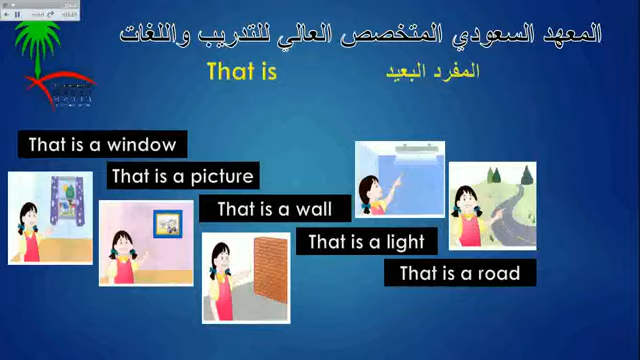 المعهد السعودي المتخصص العالي للتدريب واللغات
That is
المفرد البعيد
That is a window
That is a picture
That is a wall
That is a light
That is a road